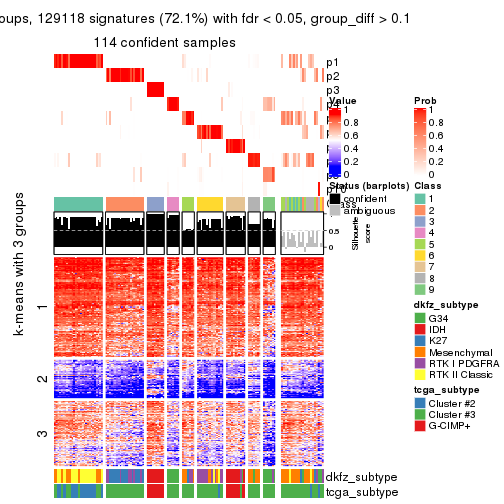 oups, 129118 signatures (72.1%) with fdr < 0.05, group_diff > 0.1
114 confident samples
p1
p2
p3
p4
p10
Value
1
0.8
0.6
0.4
0.2
0
Prob
1
0.8
0.6
0.4
0.2
0
Status (barplots)
confident
ambiguous
Class
1
2
3
4
5
6
7
8
9
0.5
0
Silhouette
score
k-means with 3 groups
1
2
3
dkfz_subtype
G34
IDH
K27
Mesenchymal
RTK I PDGFRA
RTK II Classic
tcga_subtype
Cluster #2
Cluster #3
G-CIMP+
dkfz_subtype
tcga_subtype